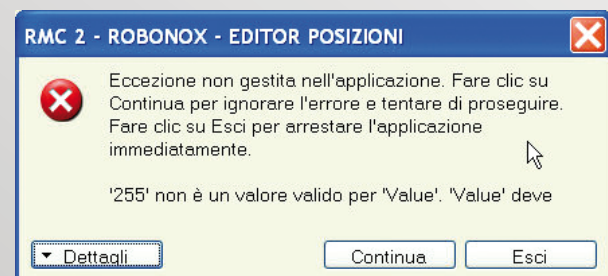 RMC 2 - ROBONOX - EDITOR POSIZIONI
Eccezione non gestita nell'applicazione. Fare clic su
Continua per ignorare l'errore e tentare di proseguire.
Fare clic su Esci per arrestare l'applicazione
immediatamente.
'255' non è un valore valido per 'Value'. 'Value' deve
Dettagli
Continua
Esci